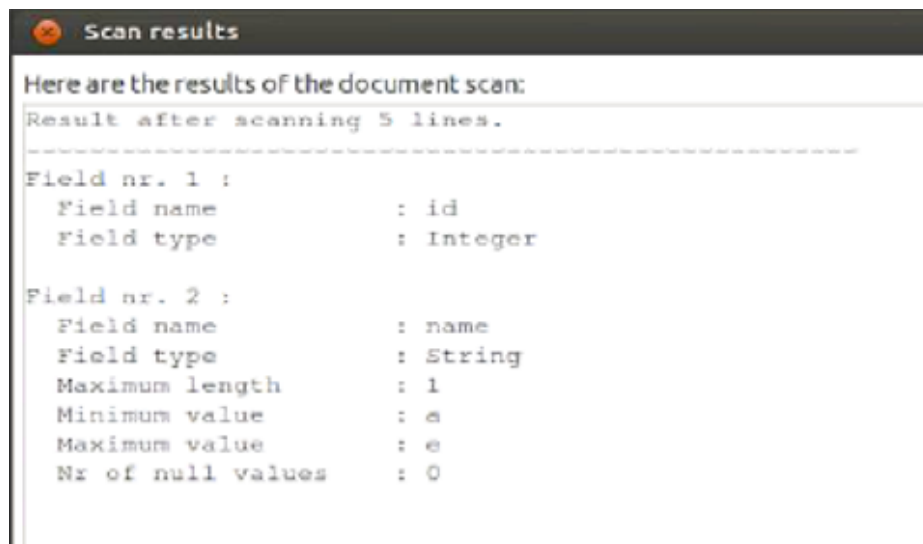 Scan results
Here are the results of the document scan:
Result after scanning 5 lines.
-----------------------------------------------------
Field nr. 1 :
Field name : id
Field type : Integer
Field nr. 2 :
Field name : name
Field type : String
Maximum length : 1
Minimum value : a
Maximum value : e
Nr of null values : 0